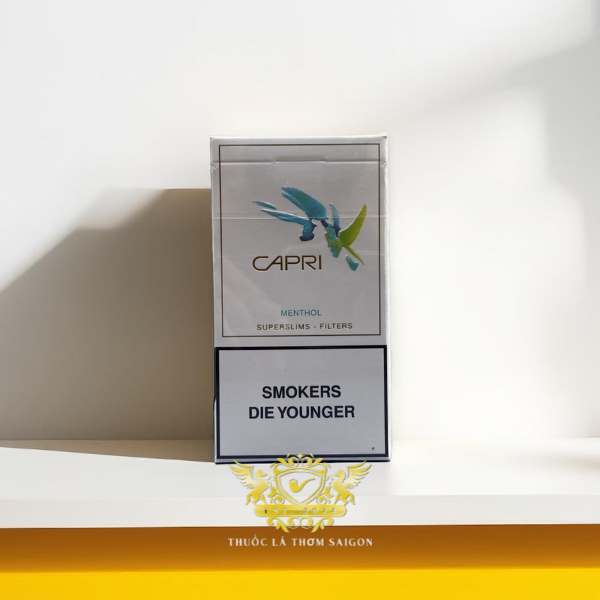 CAPRI
MENTHOL
SUPERSLIMS - FILTERS
SMOKERS
DIE YOUNGER
THUỐC LÁ THƠM SAIGON